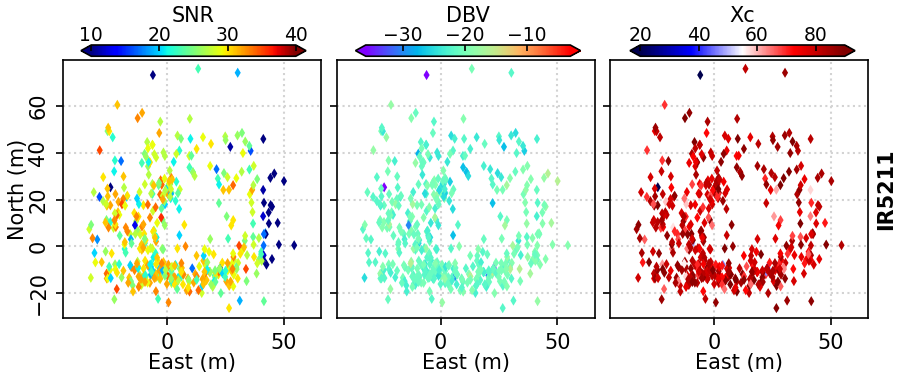 SNR
DBV
Xc
10 20 30 40
−30 −20 −10
20 40 60 80
North (m)
60
40
20
0
−20
0 50
0 50
0 50
East (m)
East (m)
East (m)
IR5211